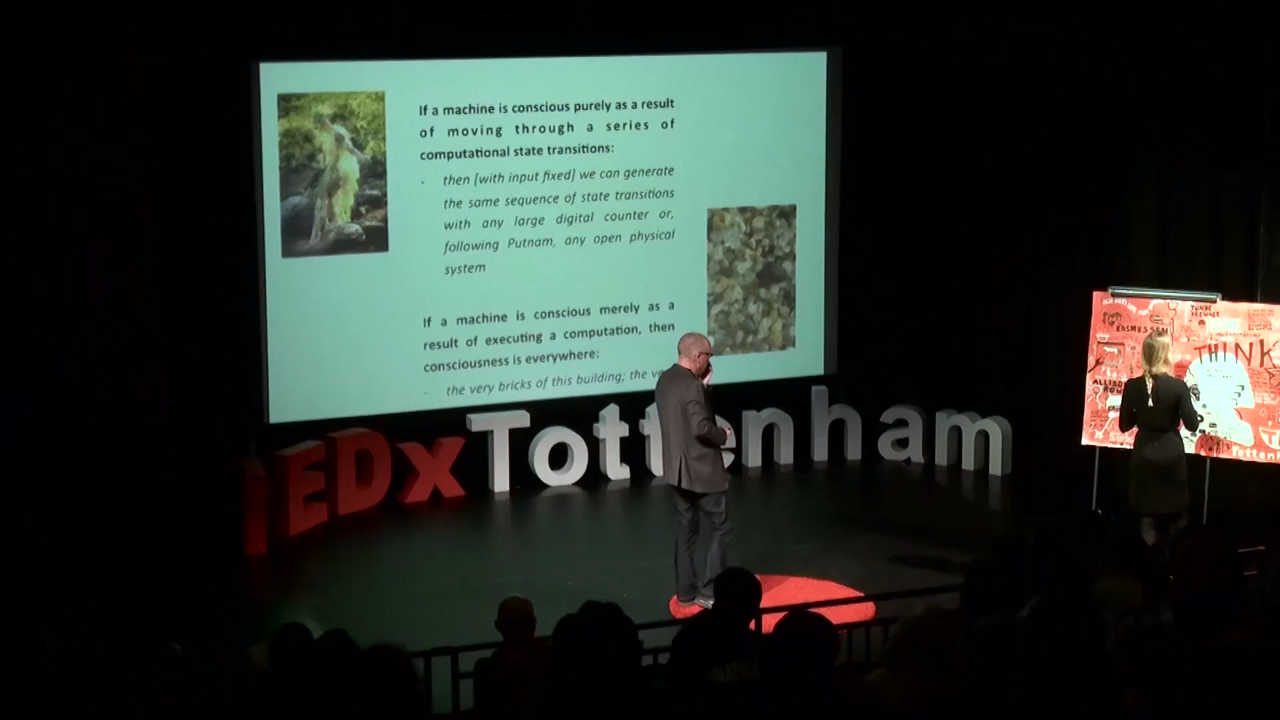 If a machine is conscious purely as a result
of moving through a series of
computational state transitions:
- then [with input fixed] we can generate
the same sequence of state transitions
with any large digital counter or,
following Putnam, any open physical
system
If a machine is conscious merely as a
result of executing a computation, then
consciousness is everywhere:
- the very bricks of this building; the
TEDxTottenham
RASMUSSEN
THINK